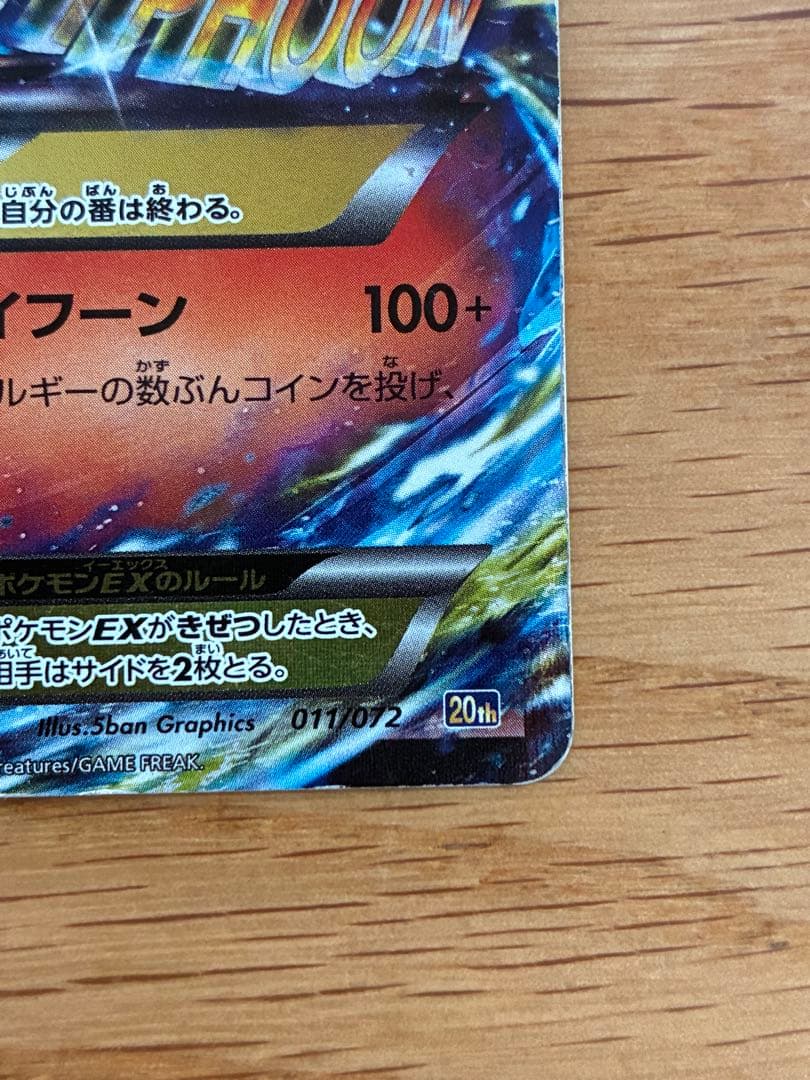 自分の番は終わる。
イフーン 100+
ルギーの数ぶんコインを投げ、
ポケモンEXのルール
ポケモンEXがきぜつしたとき、
相手はサイドを2枚とる。
Illus.5ban Graphics 011/072 20th
reatures/GAME FREAK.